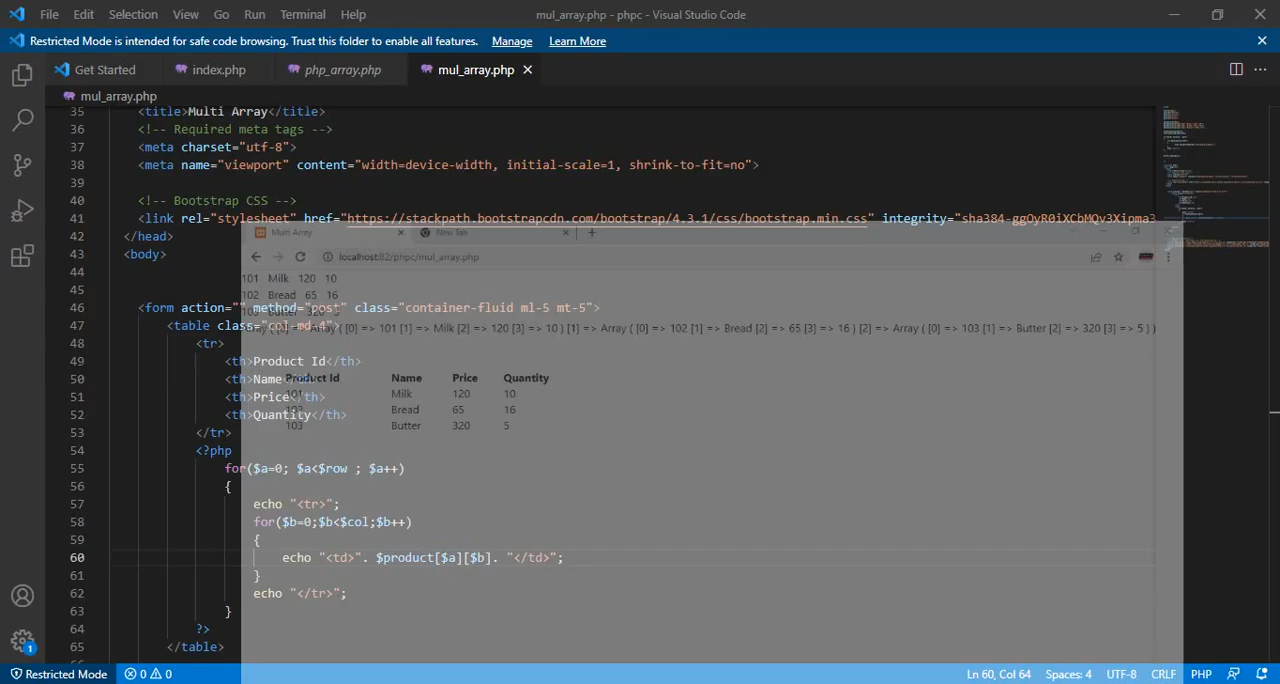 File Edit Selection View Go Run Terminal Help mul_array.php - phpc - Visual Studio Code
Restricted Mode is intended for safe code browsing. Trust this folder to enable all features. Manage Learn More
Get Started index.php php_array.php mul_array.php
mul_array.php
35 <title>Multi Array</title>
36 <!-- Required meta tags -->
37 <meta charset="utf-8">
38 <meta name="viewport" content="width=device-width, initial-scale=1, shrink-to-fit=no">
39
40 <!-- Bootstrap CSS -->
41 <link rel="stylesheet" href="https://stackpath.bootstrapcdn.com/bootstrap/4.3.1/css/bootstrap.min.css" integrity="sha384-ggOyR0iXCbMQv3Xipma3
42 </head>
Multi Array New Tab
43 <body>
localhost:82/phpc/mul_array.php
44
101 Milk 120 10
45
102 Bread 65 16
46 <form action="" method="post" class="container-fluid ml-5 mt-5">
103 Butter 320 5
47 <table class="col-md-4">
Array ( [0] => 101 [1] => Milk [2] => 120 [3] => 10 ) [1] => Array ( [0] => 102 [1] => Bread [2] => 65 [3] => 16 ) [2] => Array ( [0] => 103 [1] => Butter [2] => 320 [3] => 5 ) )
48 <tr>
49 <th>Product Id</th>
50 <th>Name</th>
Product Id Name Price Quantity
51 <th>Price</th>
101 Milk 120 10
52 <th>Quantity</th>
102 Bread 65 16
53 </tr>
103 Butter 320 5
54 <?php
55 for($a=0; $a<$row ; $a++)
56 {
57 echo "<tr>";
58 for($b=0;$b<$col;$b++)
59 {
60 echo "<td>". $product[$a][$b]. "</td>";
61 }
62 echo "</tr>";
63 }
64 ?>
65 </table>
1
Restricted Mode 0 0 Ln 60, Col 64 Spaces: 4 UTF-8 CRLF PHP